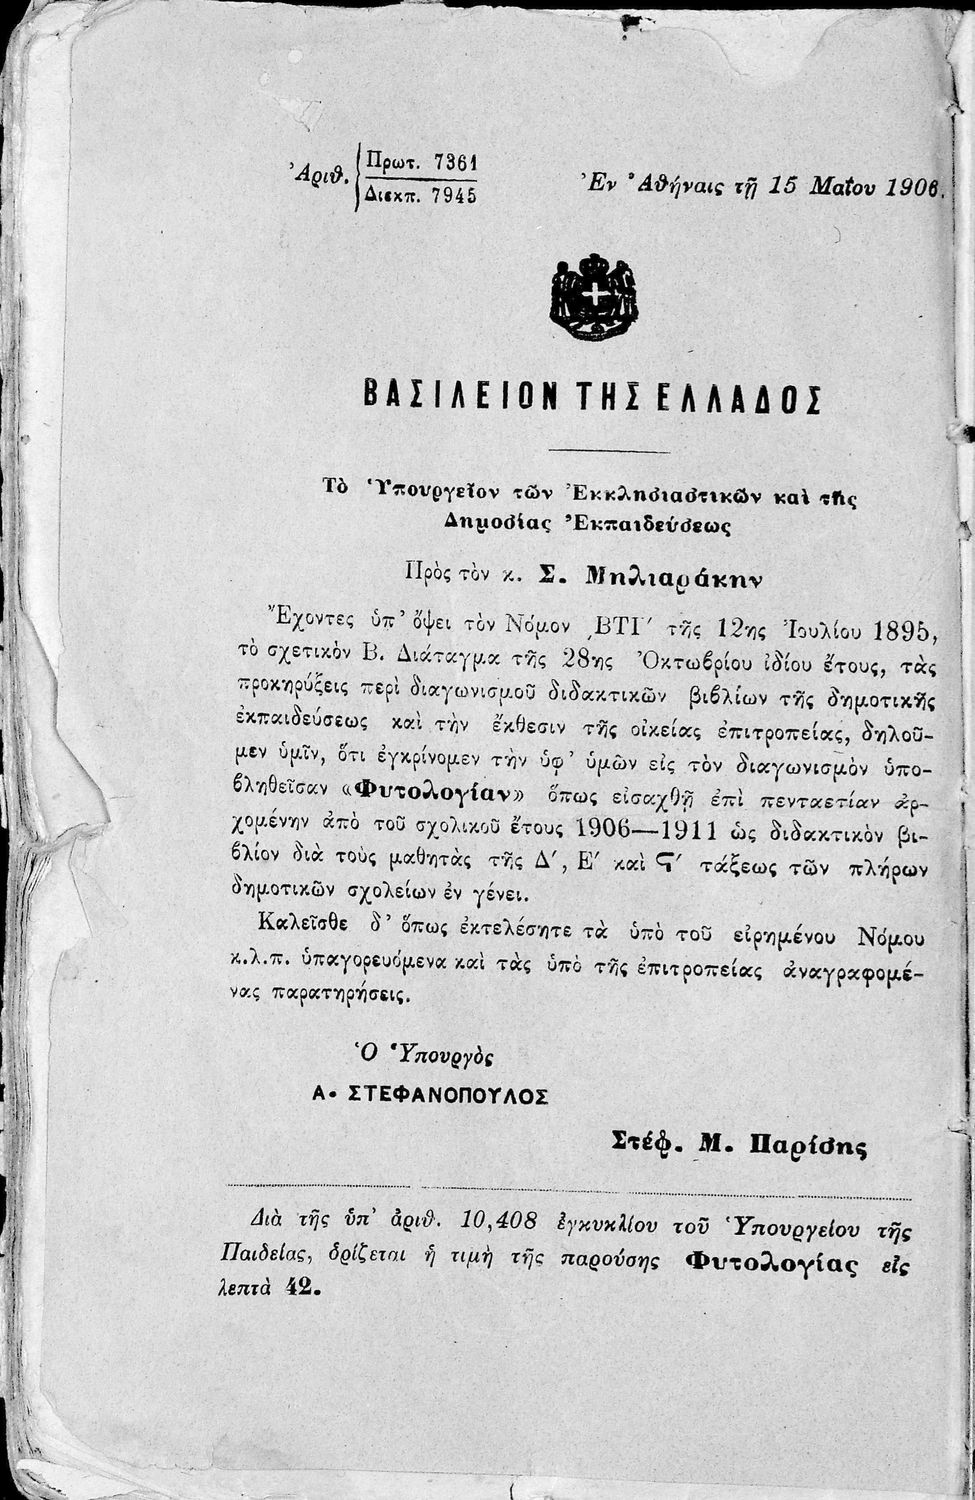 Ἀριθ. Πρωτ. 7361
Διεκπ. 7945
Ἐν Ἀθήναις τῇ 15 Μαΐου 1906.
ΒΑΣΙΛΕΙΟΝ ΤΗΣ ΕΛΛΑΔΟΣ
Τὸ Ὑπουργεῖον τῶν Ἐκκλησιαστικῶν καὶ τῆς
Δημοσίας Ἐκπαιδεύσεως
Πρὸς τὸν κ. Σ. Μηλιαράκην
Ἔχοντες ὑπ' ὄψει τὸν Νόμον ͵ΒΤΙ' τῆς 12ης Ἰουλίου 1895,
τὸ σχετικὸν Β. Διάταγμα τῆς 28ης Ὀκτωβρίου ἰδίου ἔτους, τὰς
προκηρύξεις περὶ διαγωνισμοῦ διδακτικῶν βιβλίων τῆς δημοτικῆς
ἐκπαιδεύσεως καὶ τὴν ἔκθεσιν τῆς οἰκείας ἐπιτροπείας, δηλοῦ-
μεν ὑμῖν, ὅτι ἐγκρίνομεν τὴν ὑφ' ὑμῶν εἰς τὸν διαγωνισμὸν ὑπο-
βληθεῖσαν «Φυτολογίαν» ὅπως εἰσαχθῇ ἐπὶ πενταετίαν ἀρ-
χομένην ἀπὸ τοῦ σχολικοῦ ἔτους 1906—1911 ὡς διδακτικὸν βι-
βλίον διὰ τοὺς μαθητὰς τῆς Δ', Ε' καὶ Ϛ' τάξεως τῶν πλήρων
δημοτικῶν σχολείων ἐν γένει.
Καλεῖσθε δ' ὅπως ἐκτελέσητε τὰ ὑπὸ τοῦ εἰρημένου Νόμου
κ.λ.π. ὑπαγορευόμενα καὶ τὰς ὑπὸ τῆς ἐπιτροπείας ἀναγραφομέ-
νας παρατηρήσεις.
Ὁ Ὑπουργὸς
Α. ΣΤΕΦΑΝΟΠΟΥΛΟΣ
Στέφ. Μ. Παρίσης
Διὰ τῆς ὑπ' ἀριθ. 10,408 ἐγκυκλίου τοῦ Ὑπουργείου τῆς
Παιδείας, ὁρίζεται ἡ τιμὴ τῆς παρούσης Φυτολογίας εἰς
λεπτὰ 42.